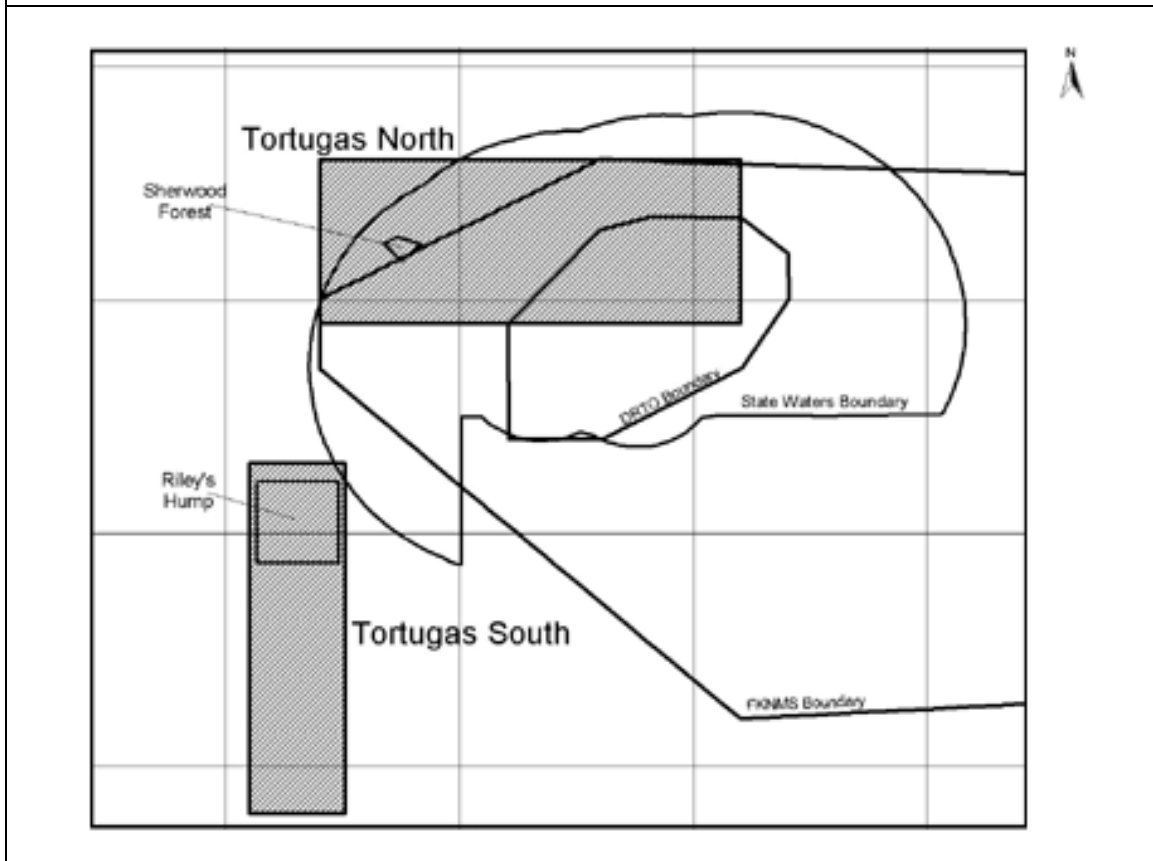 N
Tortugas North
Sherwood
Forest
DRTO Boundary
State Waters Boundary
Riley's
Hump
Tortugas South
FKNMS Boundary